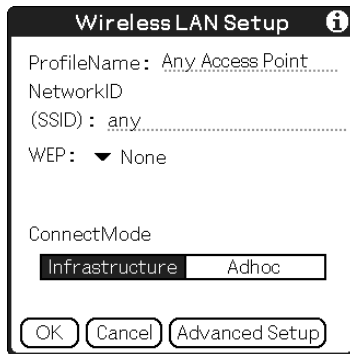 Wireless LAN Setup i
ProfileName: Any Access Point
NetworkID
(SSID): any
WEP: None
ConnectMode
Infrastructure Adhoc
OK Cancel Advanced Setup